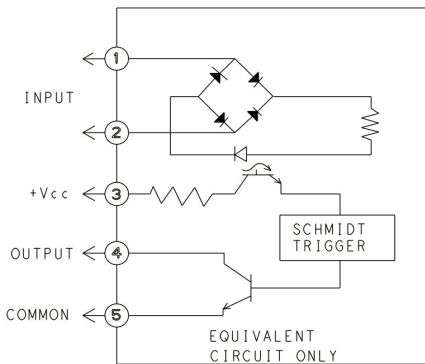 1
INPUT
2
+Vcc
3
SCHMIDT
TRIGGER
OUTPUT
4
COMMON
5
EQUIVALENT
CIRCUIT ONLY